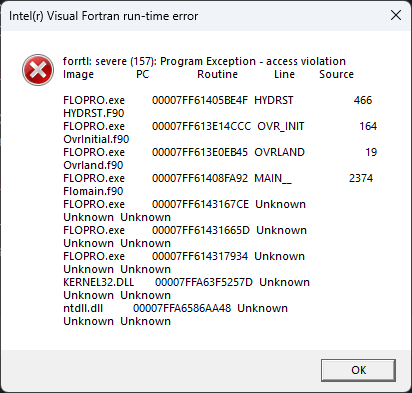 Intel(r) Visual Fortran run-time error
forrtl: severe (157): Program Exception - access violation
Image PC Routine Line Source
FLOPRO.exe 00007FF61405BE4F HYDRST 466
HYDRST.F90
FLOPRO.exe 00007FF613E14CCC OVR_INIT 164
OvrInitial.f90
FLOPRO.exe 00007FF613E0EB45 OVRLAND 19
Ovrland.f90
FLOPRO.exe 00007FF61408FA92 MAIN__ 2374
Flomain.f90
FLOPRO.exe 00007FF6143167CE Unknown
Unknown Unknown
FLOPRO.exe 00007FF61431665D Unknown
Unknown Unknown
FLOPRO.exe 00007FF614317934 Unknown
Unknown Unknown
KERNEL32.DLL 00007FFA63F5257D Unknown
Unknown Unknown
ntdll.dll 00007FFA6586AA48 Unknown
Unknown Unknown
OK